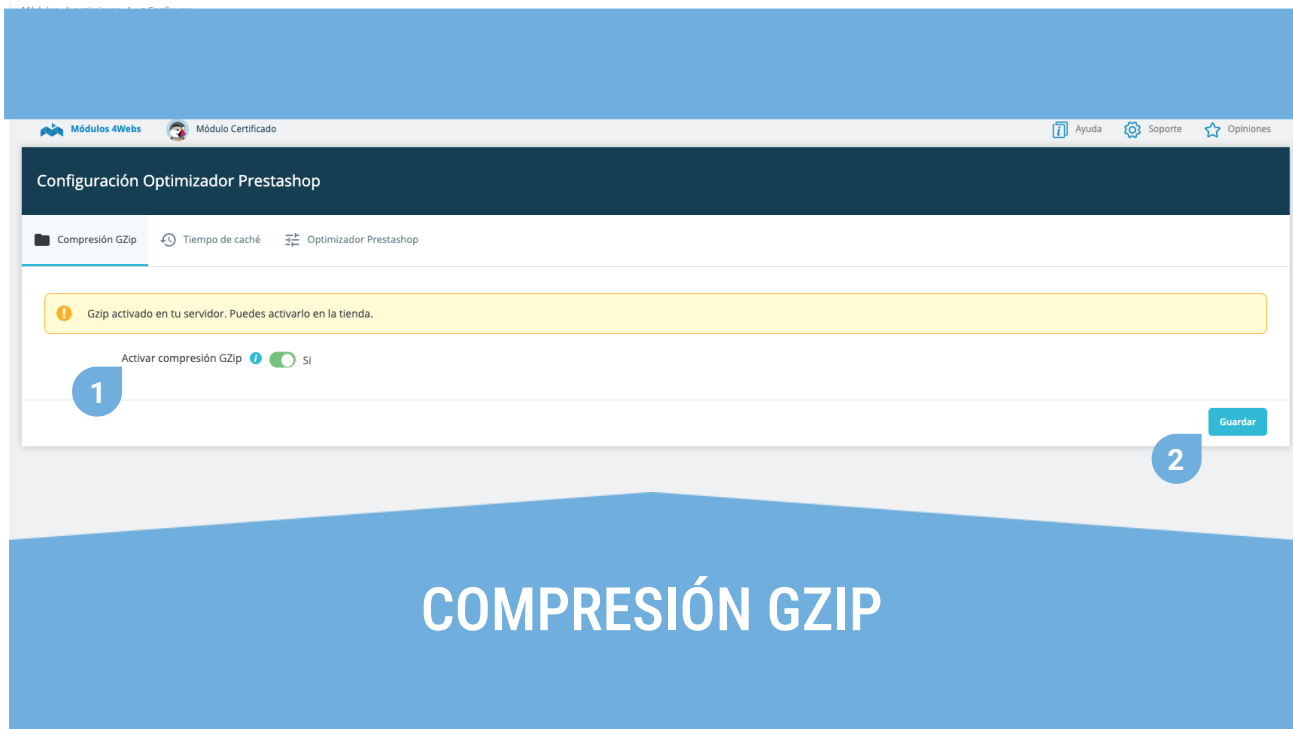 Módulos 4Webs Módulo Certificado Ayuda Soporte Opiniones
Configuración Optimizador Prestashop
Compresión GZip Tiempo de caché Optimizador Prestashop
Gzip activado en tu servidor. Puedes activarlo en la tienda.
Activar compresión GZip Si
1
Guardar
2
COMPRESIÓN GZIP